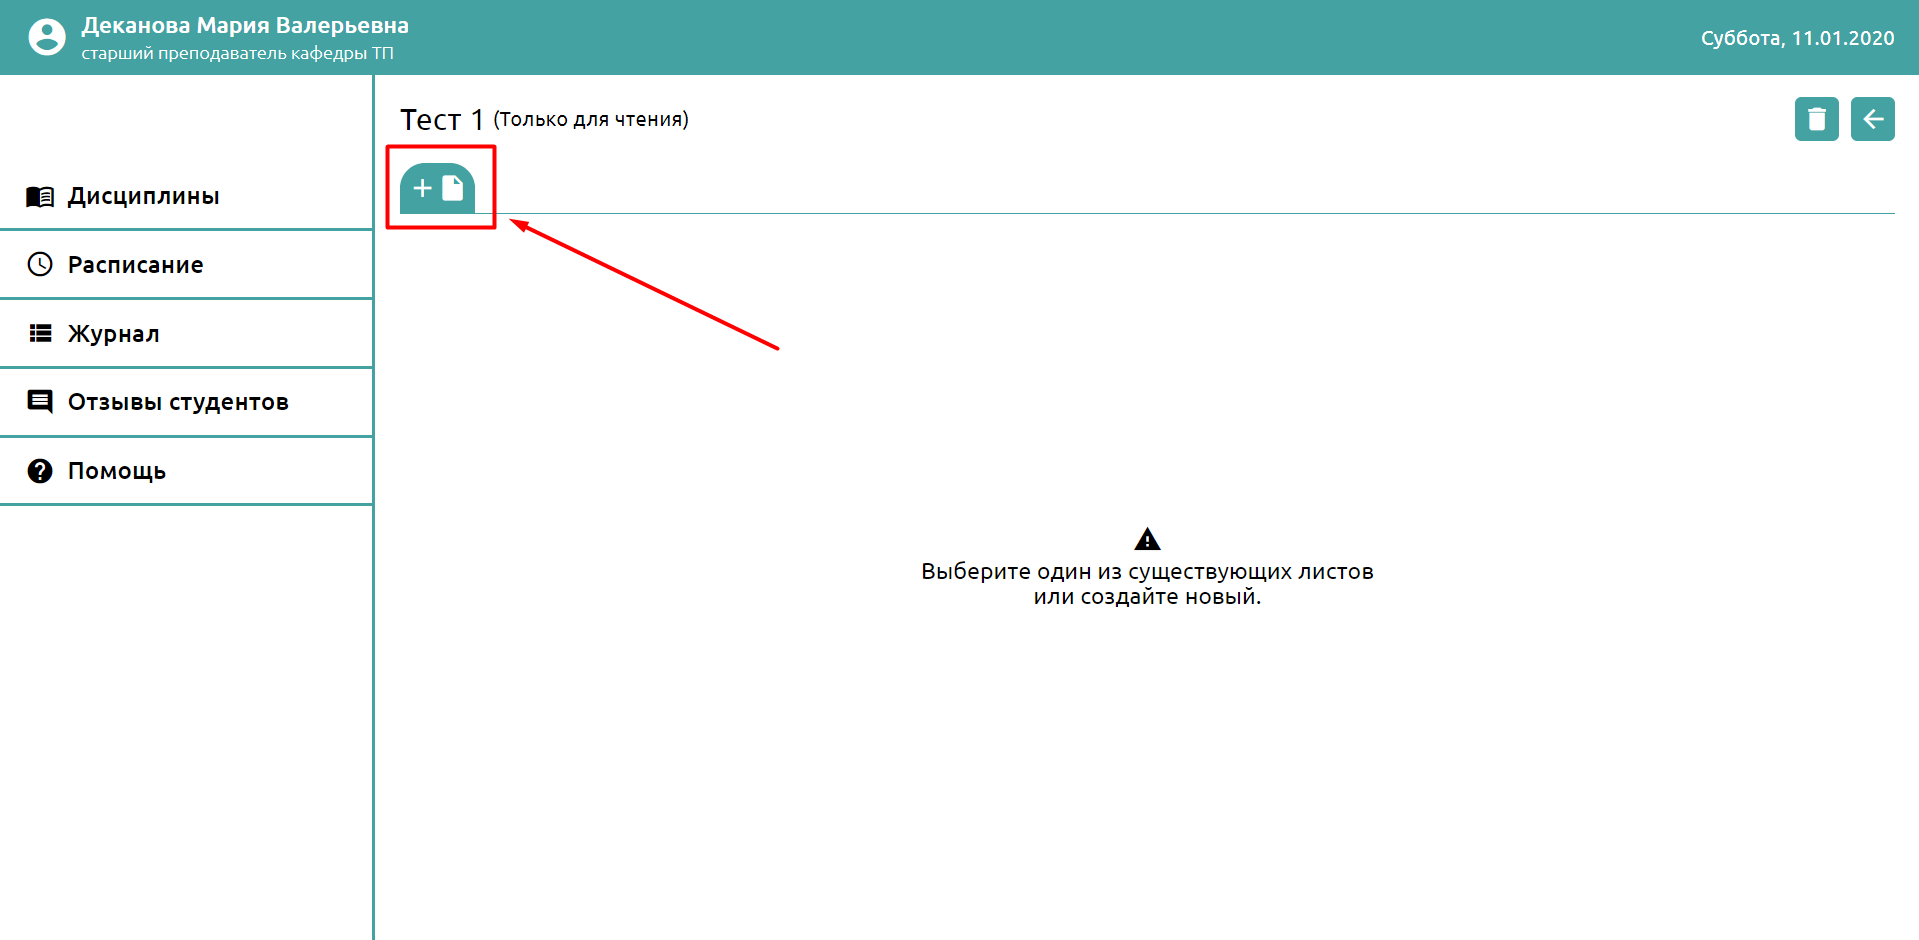 Деканова Мария Валерьевна
старший преподаватель кафедры ТП
Суббота, 11.01.2020
Дисциплины
Расписание
Журнал
Отзывы студентов
Помощь
Тест 1 (Только для чтения)
Выберите один из существующих листов
или создайте новый.